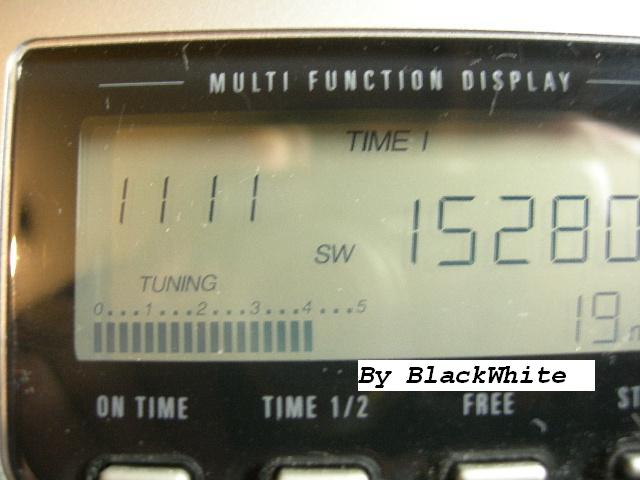 MULTI FUNCTION DISPLAY
TIME I
1111
SW 15280
TUNING
0...1...2...3...4...5
19
By BlackWhite
ON TIME TIME 1/2 FREE ST